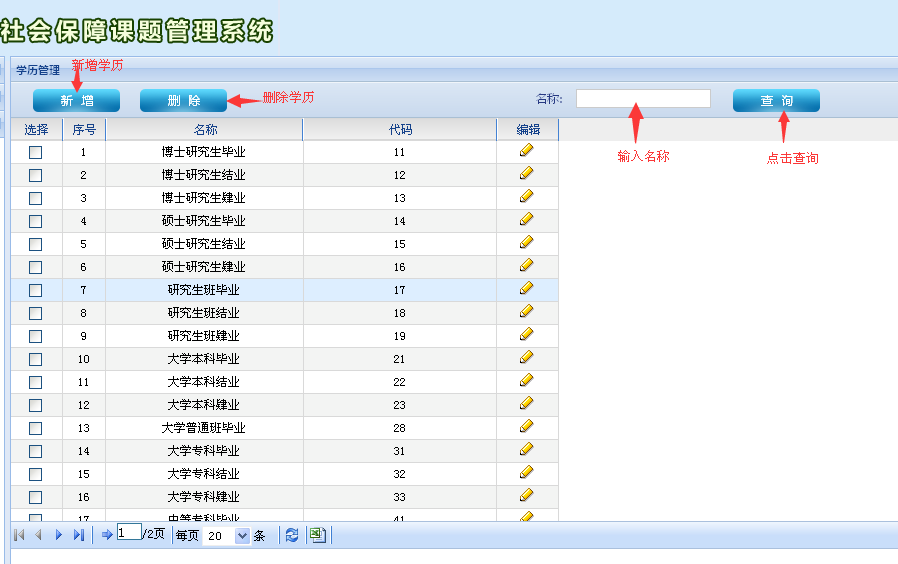 社会保障课题管理系统
学历管理 新增学历
新 增 删 除 删除学历 名称: 查 询
输入名称 点击查询
选择 序号 名称 代码 编辑
1 博士研究生毕业 11
2 博士研究生结业 12
3 博士研究生肄业 13
4 硕士研究生毕业 14
5 硕士研究生结业 15
6 硕士研究生肄业 16
7 研究生班毕业 17
8 研究生班结业 18
9 研究生班肄业 19
10 大学本科毕业 21
11 大学本科结业 22
12 大学本科肄业 23
13 大学普通班毕业 28
14 大学专科毕业 31
15 大学专科结业 32
16 大学专科肄业 33
17 中等专科毕业 41
1 /2页 每页 20 条